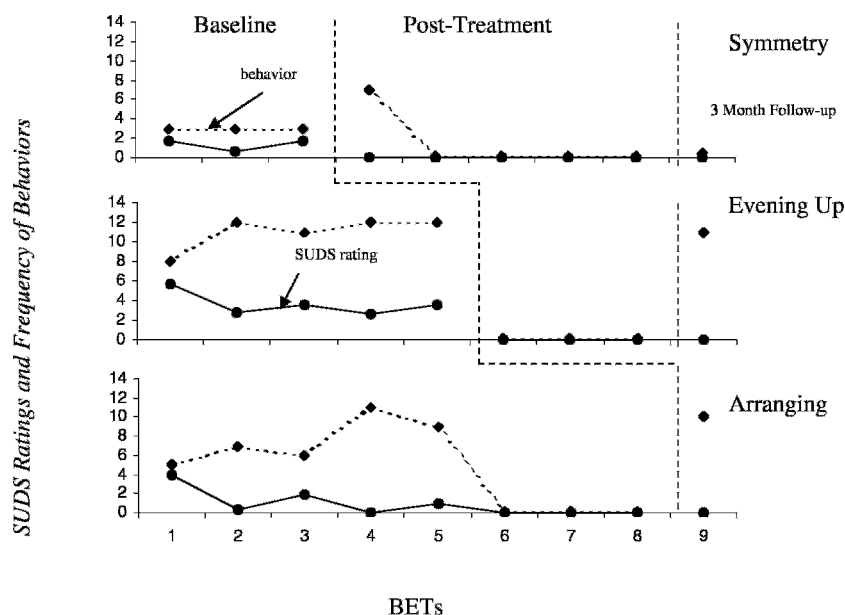 SUDS Ratings and Frequency of Behaviors
Baseline
Post-Treatment
Symmetry
behavior
3 Month Follow-up
14
12
10
8
6
4
2
0
Evening Up
SUDS rating
14
12
10
8
6
4
2
0
Arranging
14
12
10
8
6
4
2
0
1 2 3 4 5 6 7 8 9
BETs